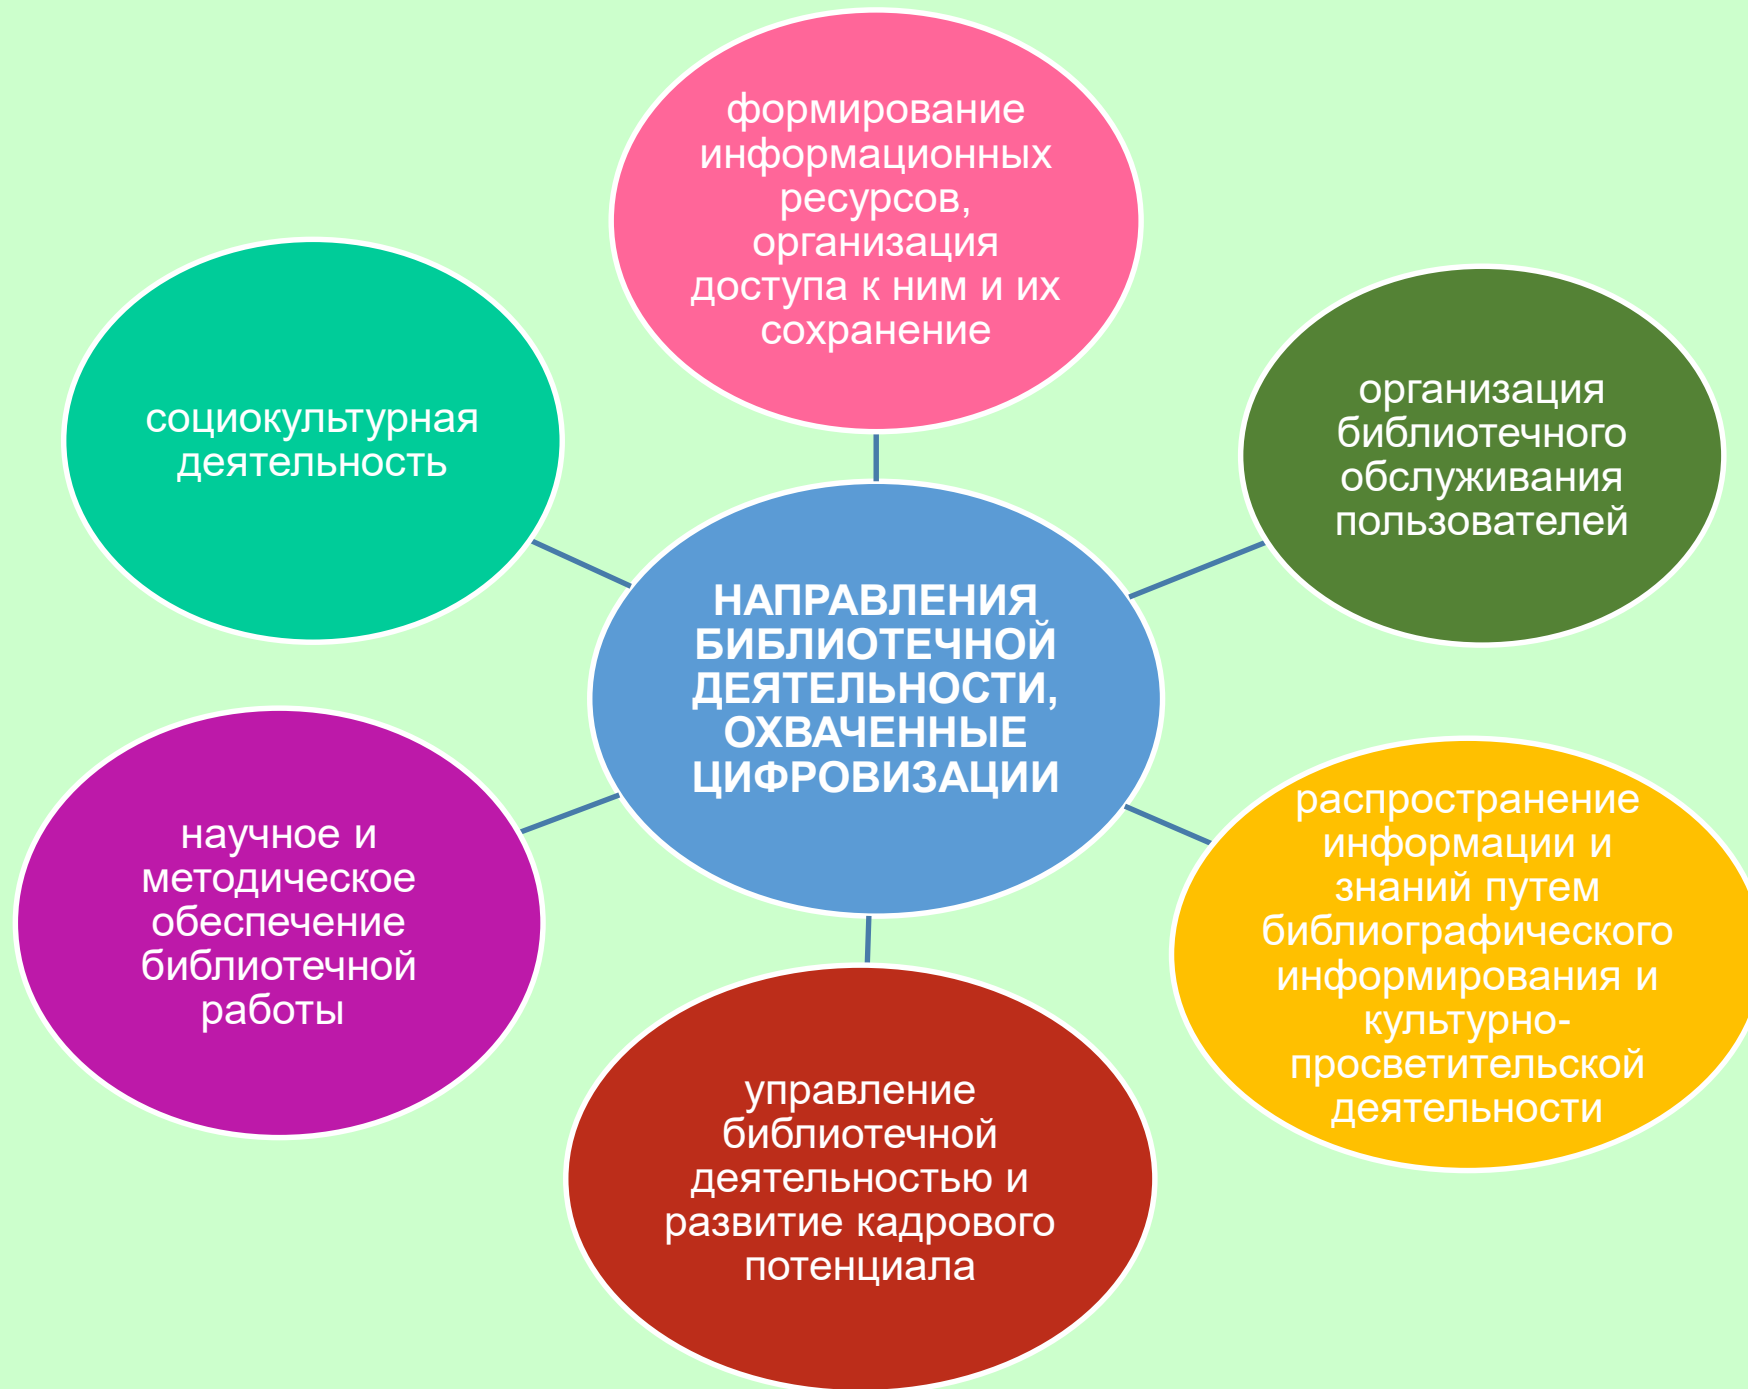 формирование
информационных
ресурсов,
организация
доступа к ним и их
сохранение
организация
библиотечного
обслуживания
пользователей
социокультурная
деятельность
НАПРАВЛЕНИЯ
БИБЛИОТЕЧНОЙ
ДЕЯТЕЛЬНОСТИ,
ОХВАЧЕННЫЕ
ЦИФРОВИЗАЦИИ
распространение
информации и
знаний путем
библиографического
информирования и
культурно-
просветительской
деятельности
научное и
методическое
обеспечение
библиотечной
работы
управление
библиотечной
деятельностью и
развитие кадрового
потенциала